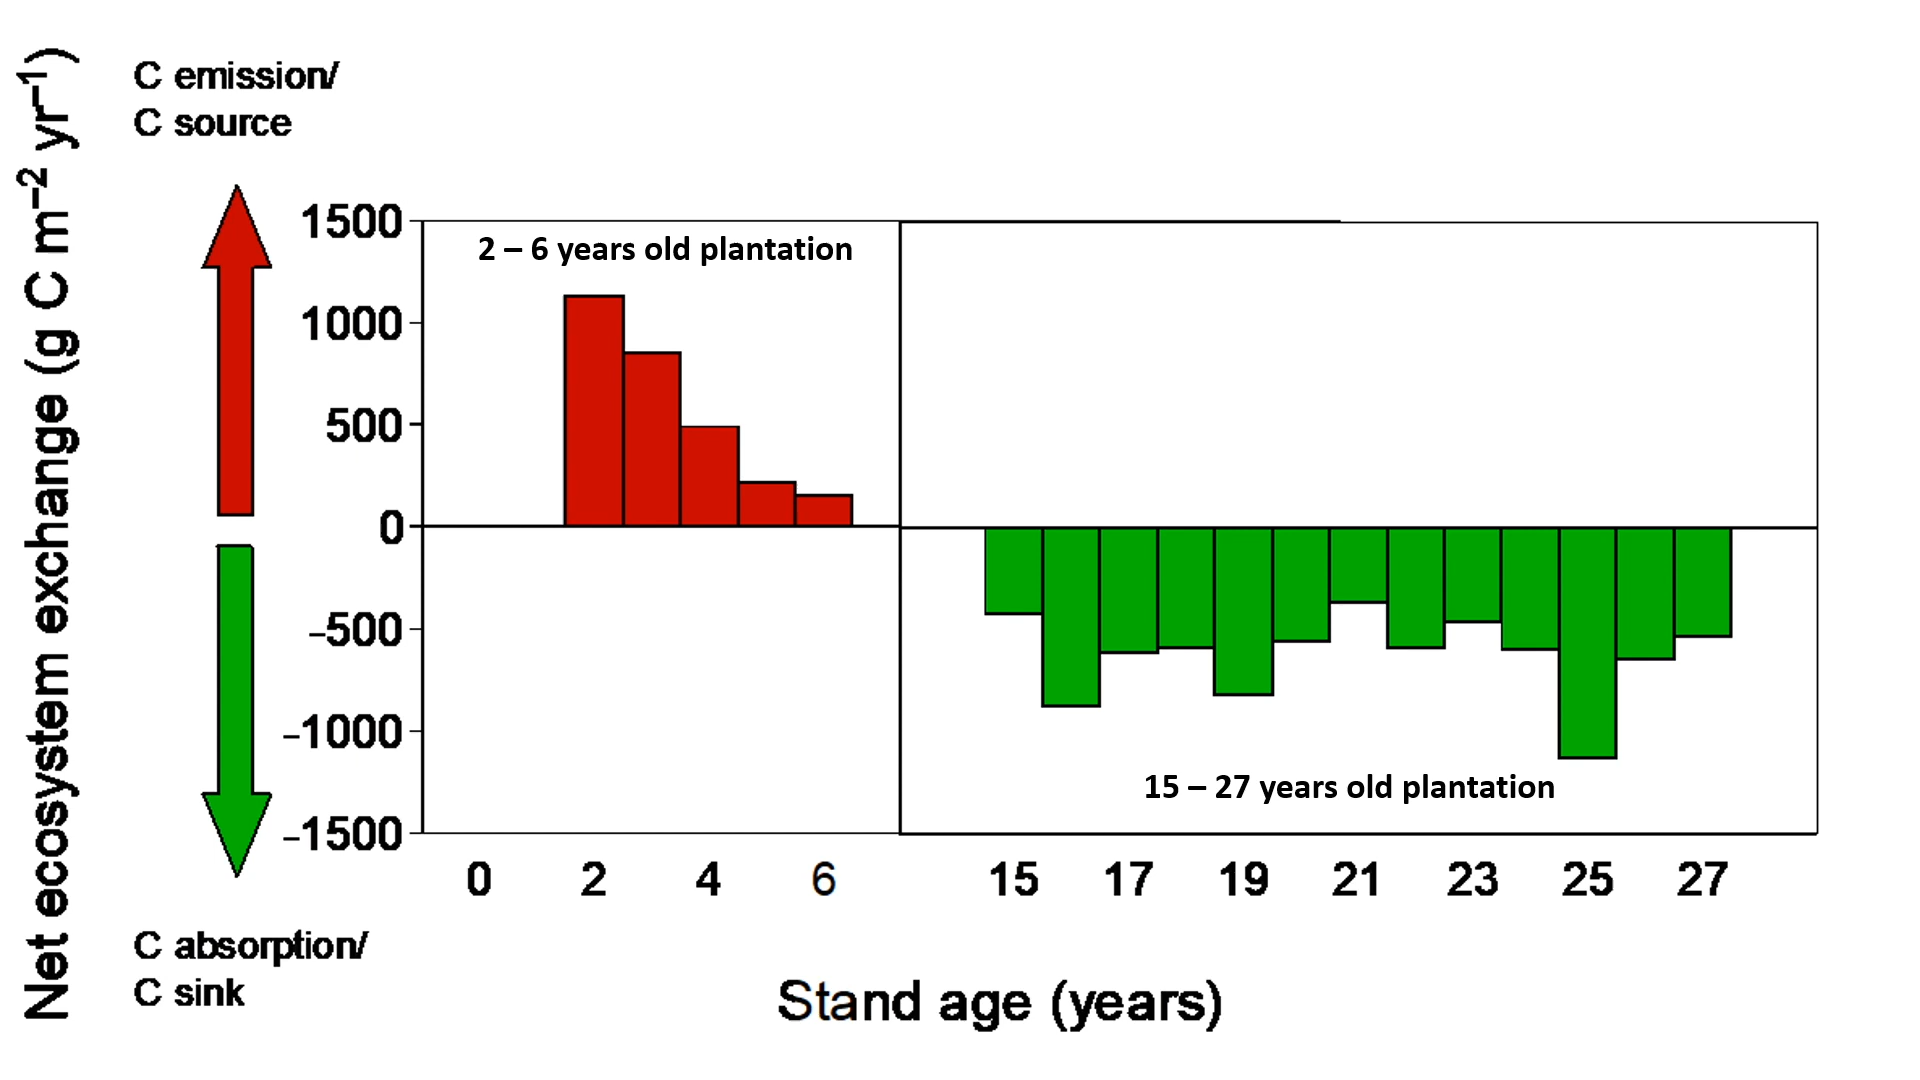 Net ecosystem exchange (g C m⁻² yr⁻¹)
C emission/
C source
1500
1000
500
0
–500
–1000
–1500
C absorption/
C sink
2 – 6 years old plantation
15 – 27 years old plantation
0 2 4 6 15 17 19 21 23 25 27
Stand age (years)